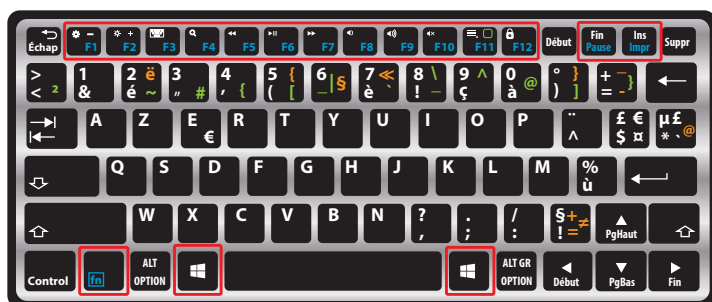 Échap F1 F2 F3 F4 F5 F6 F7 F8 F9 F10 F11 F12 Début Fin Pause Ins Impr Suppr
> < ² 1 & 2 ë é ~ 3 " # 4 ' { 5 { ( [ 6 _ - | § 7 ≪ è ` 8 \ ! _ 9 ^ ç 0 @ à ° } ) ] + = - } ←
A Z E € R T Y U I O P ¨ ^ £ € $ ¤ µ £ * ` @
Q S D F G H J K L M % ù
W X C V B N ? , . ; / : § + ! = ≠ PgHaut
Control fn ALT OPTION ALT GR OPTION Début PgBas Fin